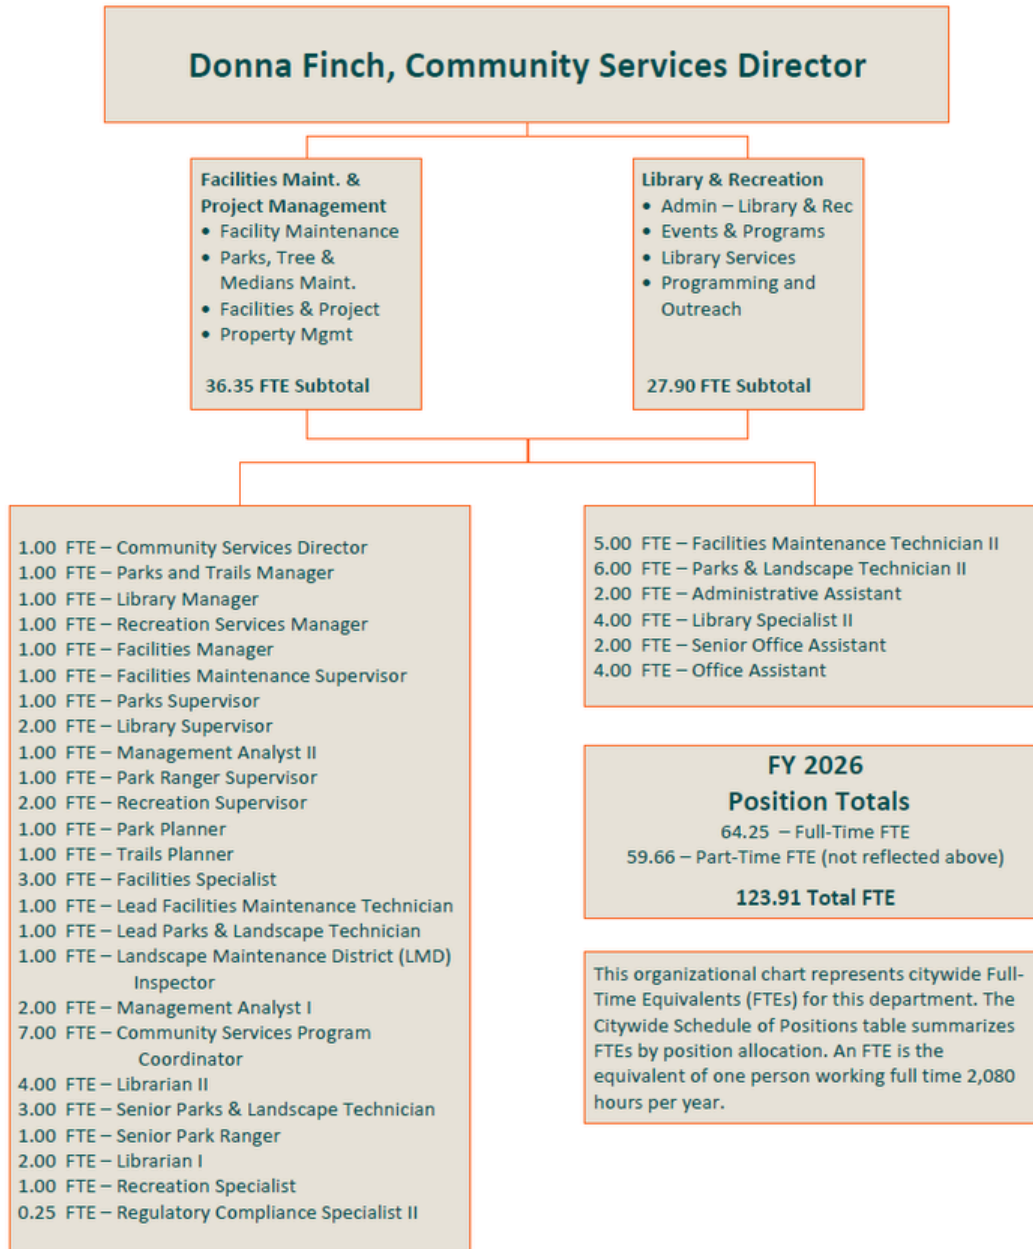 Donna Finch, Community Services Director
Facilities Maint. &
Project Management
• Facility Maintenance
• Parks, Tree &
Medians Maint.
• Facilities & Project
• Property Mgmt
36.35 FTE Subtotal
Library & Recreation
• Admin – Library & Rec
• Events & Programs
• Library Services
• Programming and
Outreach
27.90 FTE Subtotal
1.00 FTE – Community Services Director
1.00 FTE – Parks and Trails Manager
1.00 FTE – Library Manager
1.00 FTE – Recreation Services Manager
1.00 FTE – Facilities Manager
1.00 FTE – Facilities Maintenance Supervisor
1.00 FTE – Parks Supervisor
2.00 FTE – Library Supervisor
1.00 FTE – Management Analyst II
1.00 FTE – Park Ranger Supervisor
2.00 FTE – Recreation Supervisor
1.00 FTE – Park Planner
1.00 FTE – Trails Planner
3.00 FTE – Facilities Specialist
1.00 FTE – Lead Facilities Maintenance Technician
1.00 FTE – Lead Parks & Landscape Technician
1.00 FTE – Landscape Maintenance District (LMD)
Inspector
2.00 FTE – Management Analyst I
7.00 FTE – Community Services Program
Coordinator
4.00 FTE – Librarian II
3.00 FTE – Senior Parks & Landscape Technician
1.00 FTE – Senior Park Ranger
2.00 FTE – Librarian I
1.00 FTE – Recreation Specialist
0.25 FTE – Regulatory Compliance Specialist II
5.00 FTE – Facilities Maintenance Technician II
6.00 FTE – Parks & Landscape Technician II
2.00 FTE – Administrative Assistant
4.00 FTE – Library Specialist II
2.00 FTE – Senior Office Assistant
4.00 FTE – Office Assistant
FY 2026
Position Totals
64.25 – Full-Time FTE
59.66 – Part-Time FTE (not reflected above)
123.91 Total FTE
This organizational chart represents citywide Full-
Time Equivalents (FTEs) for this department. The
Citywide Schedule of Positions table summarizes
FTEs by position allocation. An FTE is the
equivalent of one person working full time 2,080
hours per year.